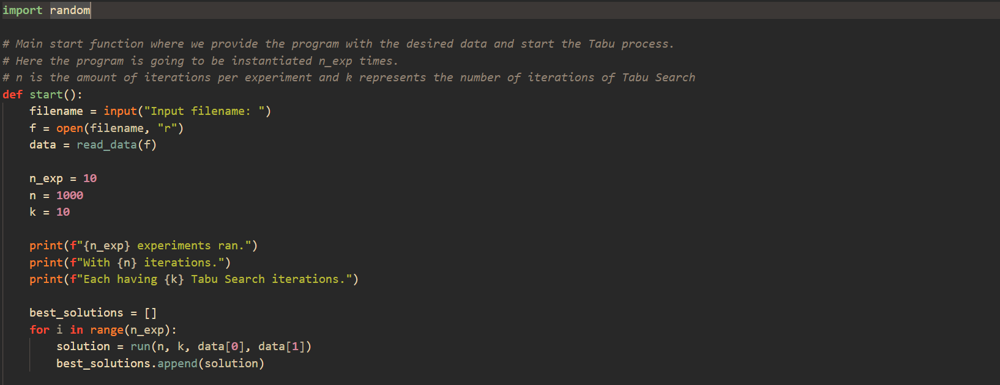 import random
# Main start function where we provide the program with the desired data and start the Tabu process.
# Here the program is going to be instantiated n_exp times.
# n is the amount of iterations per experiment and k represents the number of iterations of Tabu Search
def start():
    filename = input("Input filename: ")
    f = open(filename, "r")
    data = read_data(f)
    n_exp = 10
    n = 1000
    k = 10
    print(f"{n_exp} experiments ran.")
    print(f"With {n} iterations.")
    print(f"Each having {k} Tabu Search iterations.")
    best_solutions = []
    for i in range(n_exp):
        solution = run(n, k, data[0], data[1])
        best_solutions.append(solution)